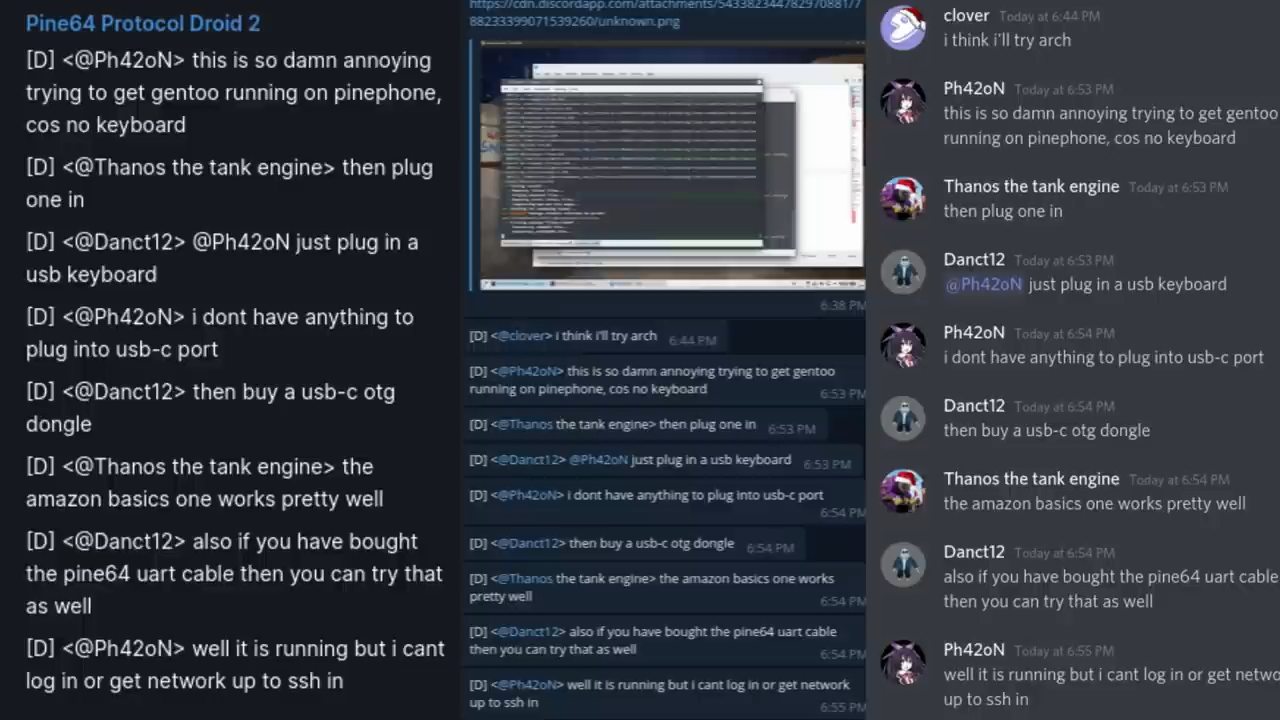 Pine64 Protocol Droid 2
[D] <@Ph42oN> this is so damn annoying
trying to get gentoo running on pinephone,
cos no keyboard
[D] <@Thanos the tank engine> then plug
one in
[D] <@Danct12> @Ph42oN just plug in a
usb keyboard
[D] <@Ph42oN> i dont have anything to
plug into usb-c port
[D] <@Danct12> then buy a usb-c otg
dongle
[D] <@Thanos the tank engine> the
amazon basics one works pretty well
[D] <@Danct12> also if you have bought
the pine64 uart cable then you can try that
as well
[D] <@Ph42oN> well it is running but i cant
log in or get network up to ssh in
https://cdn.discordapp.com/attachments/543382344782970881/7
88233399071539260/unknown.png
6:38 PM
[D] <@clover> i think i'll try arch 6:44 PM
[D] <@Ph42oN> this is so damn annoying trying to get gentoo
running on pinephone, cos no keyboard 6:53 PM
[D] <@Thanos the tank engine> then plug one in 6:53 PM
[D] <@Danct12> @Ph42oN just plug in a usb keyboard 6:53 PM
[D] <@Ph42oN> i dont have anything to plug into usb-c port
6:54 PM
[D] <@Danct12> then buy a usb-c otg dongle 6:54 PM
[D] <@Thanos the tank engine> the amazon basics one works
pretty well 6:54 PM
[D] <@Danct12> also if you have bought the pine64 uart cable
then you can try that as well 6:54 PM
[D] <@Ph42oN> well it is running but i cant log in or get network
up to ssh in 6:55 PM
clover Today at 6:44 PM
i think i'll try arch
Ph42oN Today at 6:53 PM
this is so damn annoying trying to get gentoo
running on pinephone, cos no keyboard
Thanos the tank engine Today at 6:53 PM
then plug one in
Danct12 Today at 6:53 PM
@Ph42oN just plug in a usb keyboard
Ph42oN Today at 6:54 PM
i dont have anything to plug into usb-c port
Danct12 Today at 6:54 PM
then buy a usb-c otg dongle
Thanos the tank engine Today at 6:54 PM
the amazon basics one works pretty well
Danct12 Today at 6:54 PM
also if you have bought the pine64 uart cable
then you can try that as well
Ph42oN Today at 6:55 PM
well it is running but i cant log in or get netwo
up to ssh in